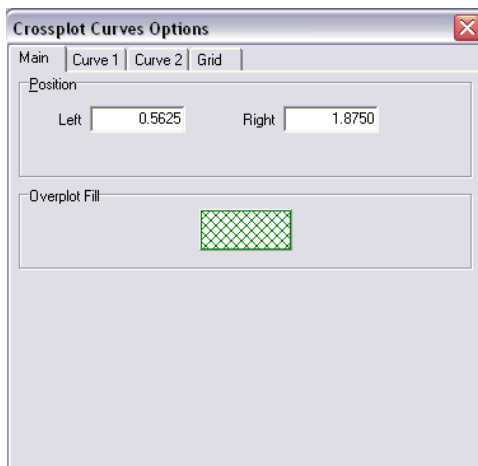 Crossplot Curves Options
Main Curve 1 Curve 2 Grid
Position
Left 0.5625 Right 1.8750
Overplot Fill